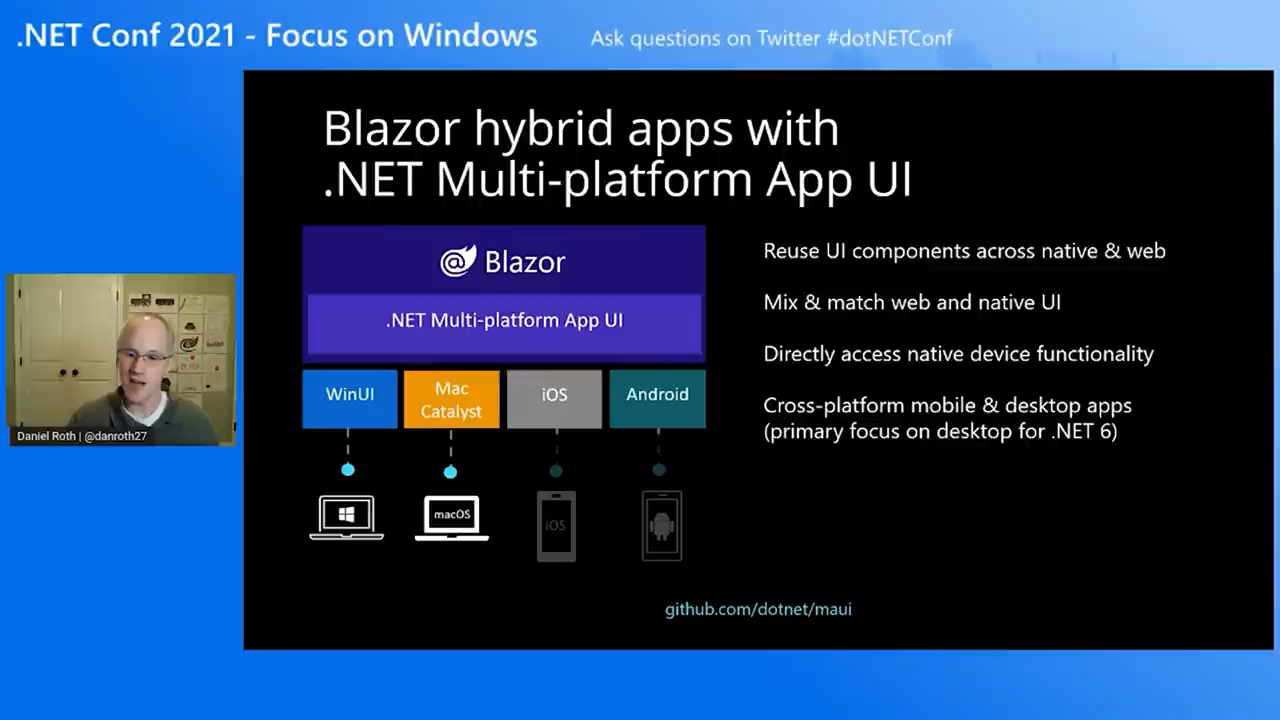 .NET Conf 2021 - Focus on Windows
Ask questions on Twitter #dotNETConf
Blazor hybrid apps with
.NET Multi-platform App UI
@ Blazor
.NET Multi-platform App UI
WinUI
Mac
Catalyst
iOS
Android
macOS
iOS
Reuse UI components across native & web
Mix & match web and native UI
Directly access native device functionality
Cross-platform mobile & desktop apps
(primary focus on desktop for .NET 6)
github.com/dotnet/maui
Daniel Roth | @danroth27